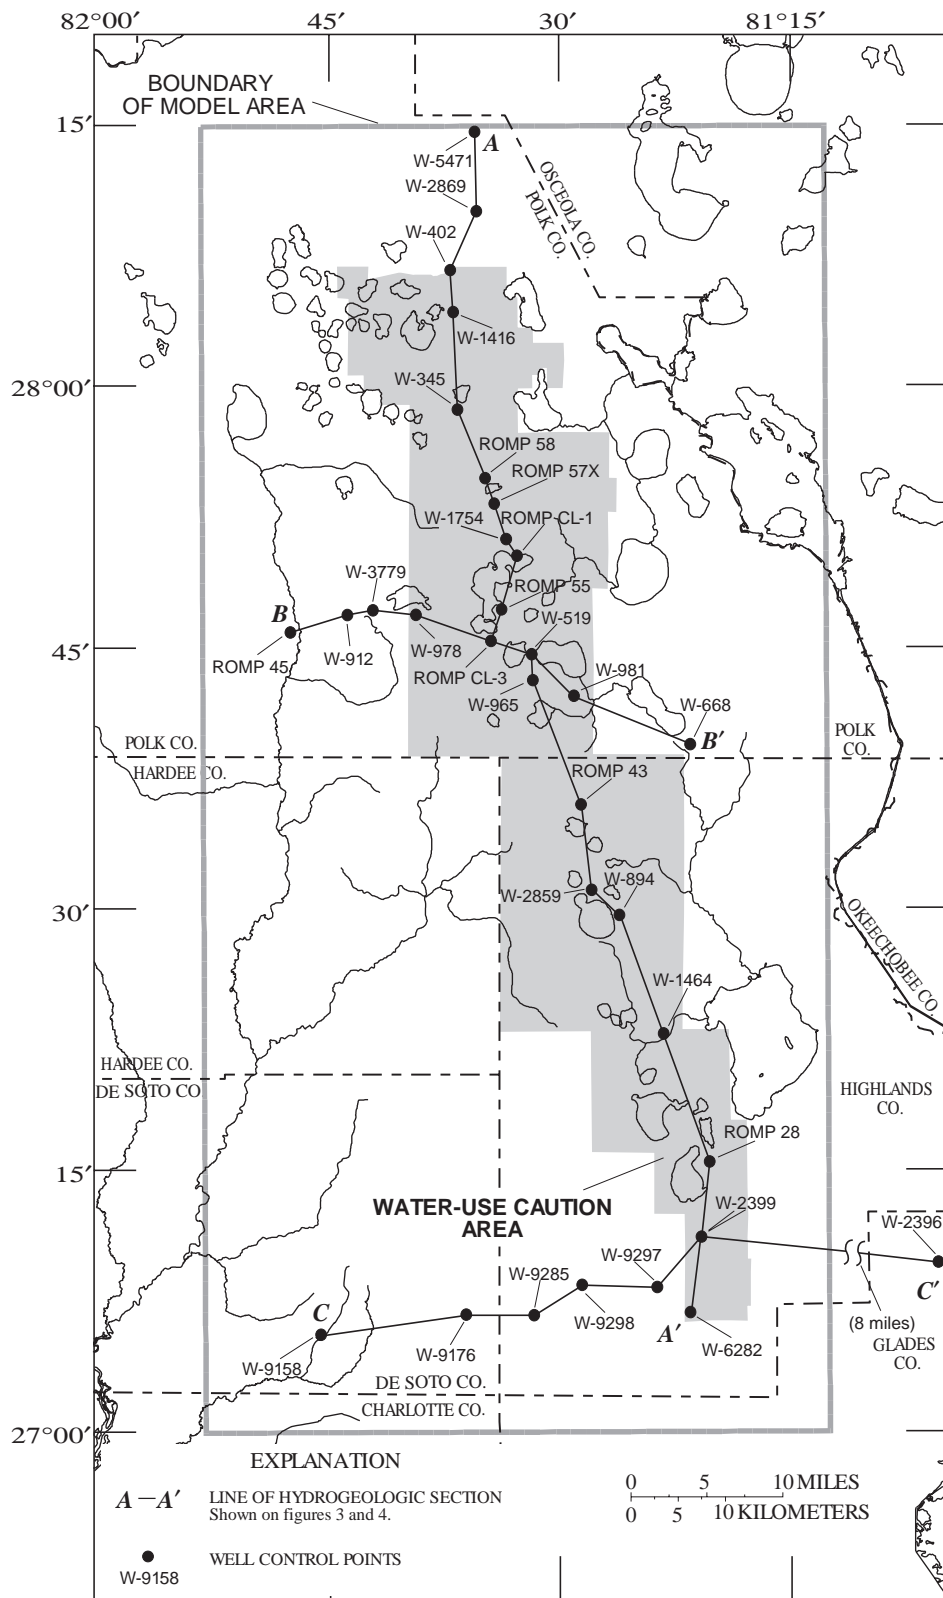 82°00′ 45′ 30′ 81°15′
BOUNDARY
OF MODEL AREA
15′
A
W-5471
W-2869
OSCEOLA CO.
POLK CO.
W-402
W-1416
28°00′
W-345
ROMP 58
ROMP 57X
W-1754
ROMP CL-1
W-3779
ROMP 55
B
W-519
ROMP 45
W-912
W-978
45′
ROMP CL-3
W-981
W-965
W-668
B′
POLK CO.
HARDEE CO.
POLK
CO.
ROMP 43
W-894
W-2859
30′
OKEECHOBEE CO.
W-1464
HARDEE CO.
DE SOTO CO.
HIGHLANDS
CO.
ROMP 28
15′
WATER-USE CAUTION
AREA
W-2399
W-2396
W-9297
W-9285
C′
C
W-9298
A′
(8 miles)
W-9158
W-9176
W-6282
GLADES
CO.
DE SOTO CO.
CHARLOTTE CO.
27°00′
EXPLANATION
A—A′ LINE OF HYDROGEOLOGIC SECTION
Shown on figures 3 and 4.
0 5 10 MILES
0 5 10 KILOMETERS
WELL CONTROL POINTS
W-9158